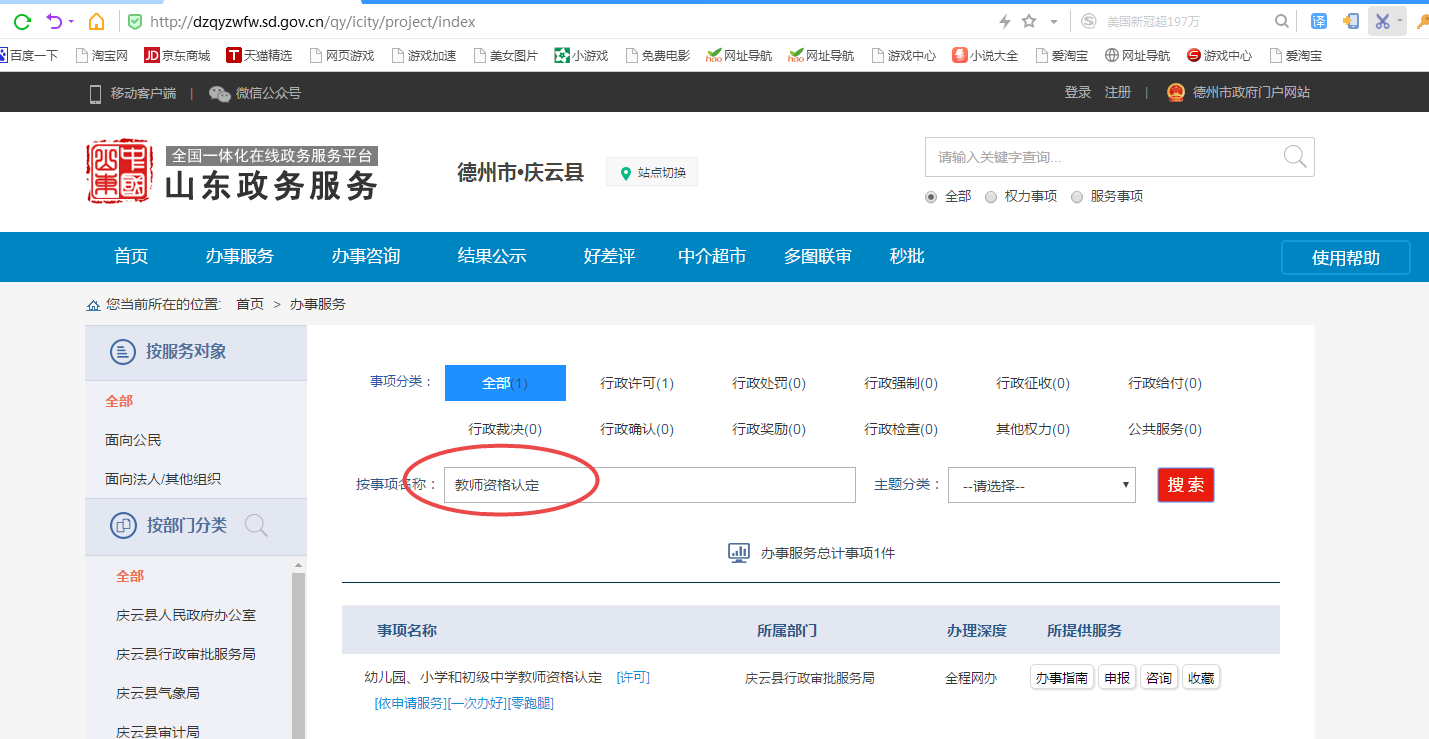 http://dzqyzwfw.sd.gov.cn/qy/icity/project/index 美国新冠超197万 译
百度一下 淘宝网 JD 京东商城 T 天猫精选 网页游戏 游戏加速 美女图片 小游戏 免费电影 hao 网址导航 hao 网址导航 游戏中心 小说大全 爱淘宝 网址导航 游戏中心 爱淘宝
移动客户端 | 微信公众号 登录 注册 | 德州市政府门户网站
全国一体化在线政务服务平台
山东政务服务
德州市•庆云县 站点切换
请输入关键字查询...
全部 权力事项 服务事项
首页 办事服务 办事咨询 结果公示 好差评 中介超市 多图联审 秒批 使用帮助
您当前所在的位置: 首页 > 办事服务
按服务对象
全部
面向公民
面向法人/其他组织
按部门分类
全部
庆云县人民政府办公室
庆云县行政审批服务局
庆云县气象局
庆云县审计局
事项分类： 全部(1) 行政许可(1) 行政处罚(0) 行政强制(0) 行政征收(0) 行政给付(0)
行政裁决(0) 行政确认(0) 行政奖励(0) 行政检查(0) 其他权力(0) 公共服务(0)
按事项名称： 教师资格认定 主题分类： --请选择-- 搜 索
办事服务总计事项1件
事项名称 所属部门 办理深度 所提供服务
幼儿园、小学和初级中学教师资格认定 [许可] 庆云县行政审批服务局 全程网办 办事指南 申报 咨询 收藏
[依申请服务][一次办好][零跑腿]